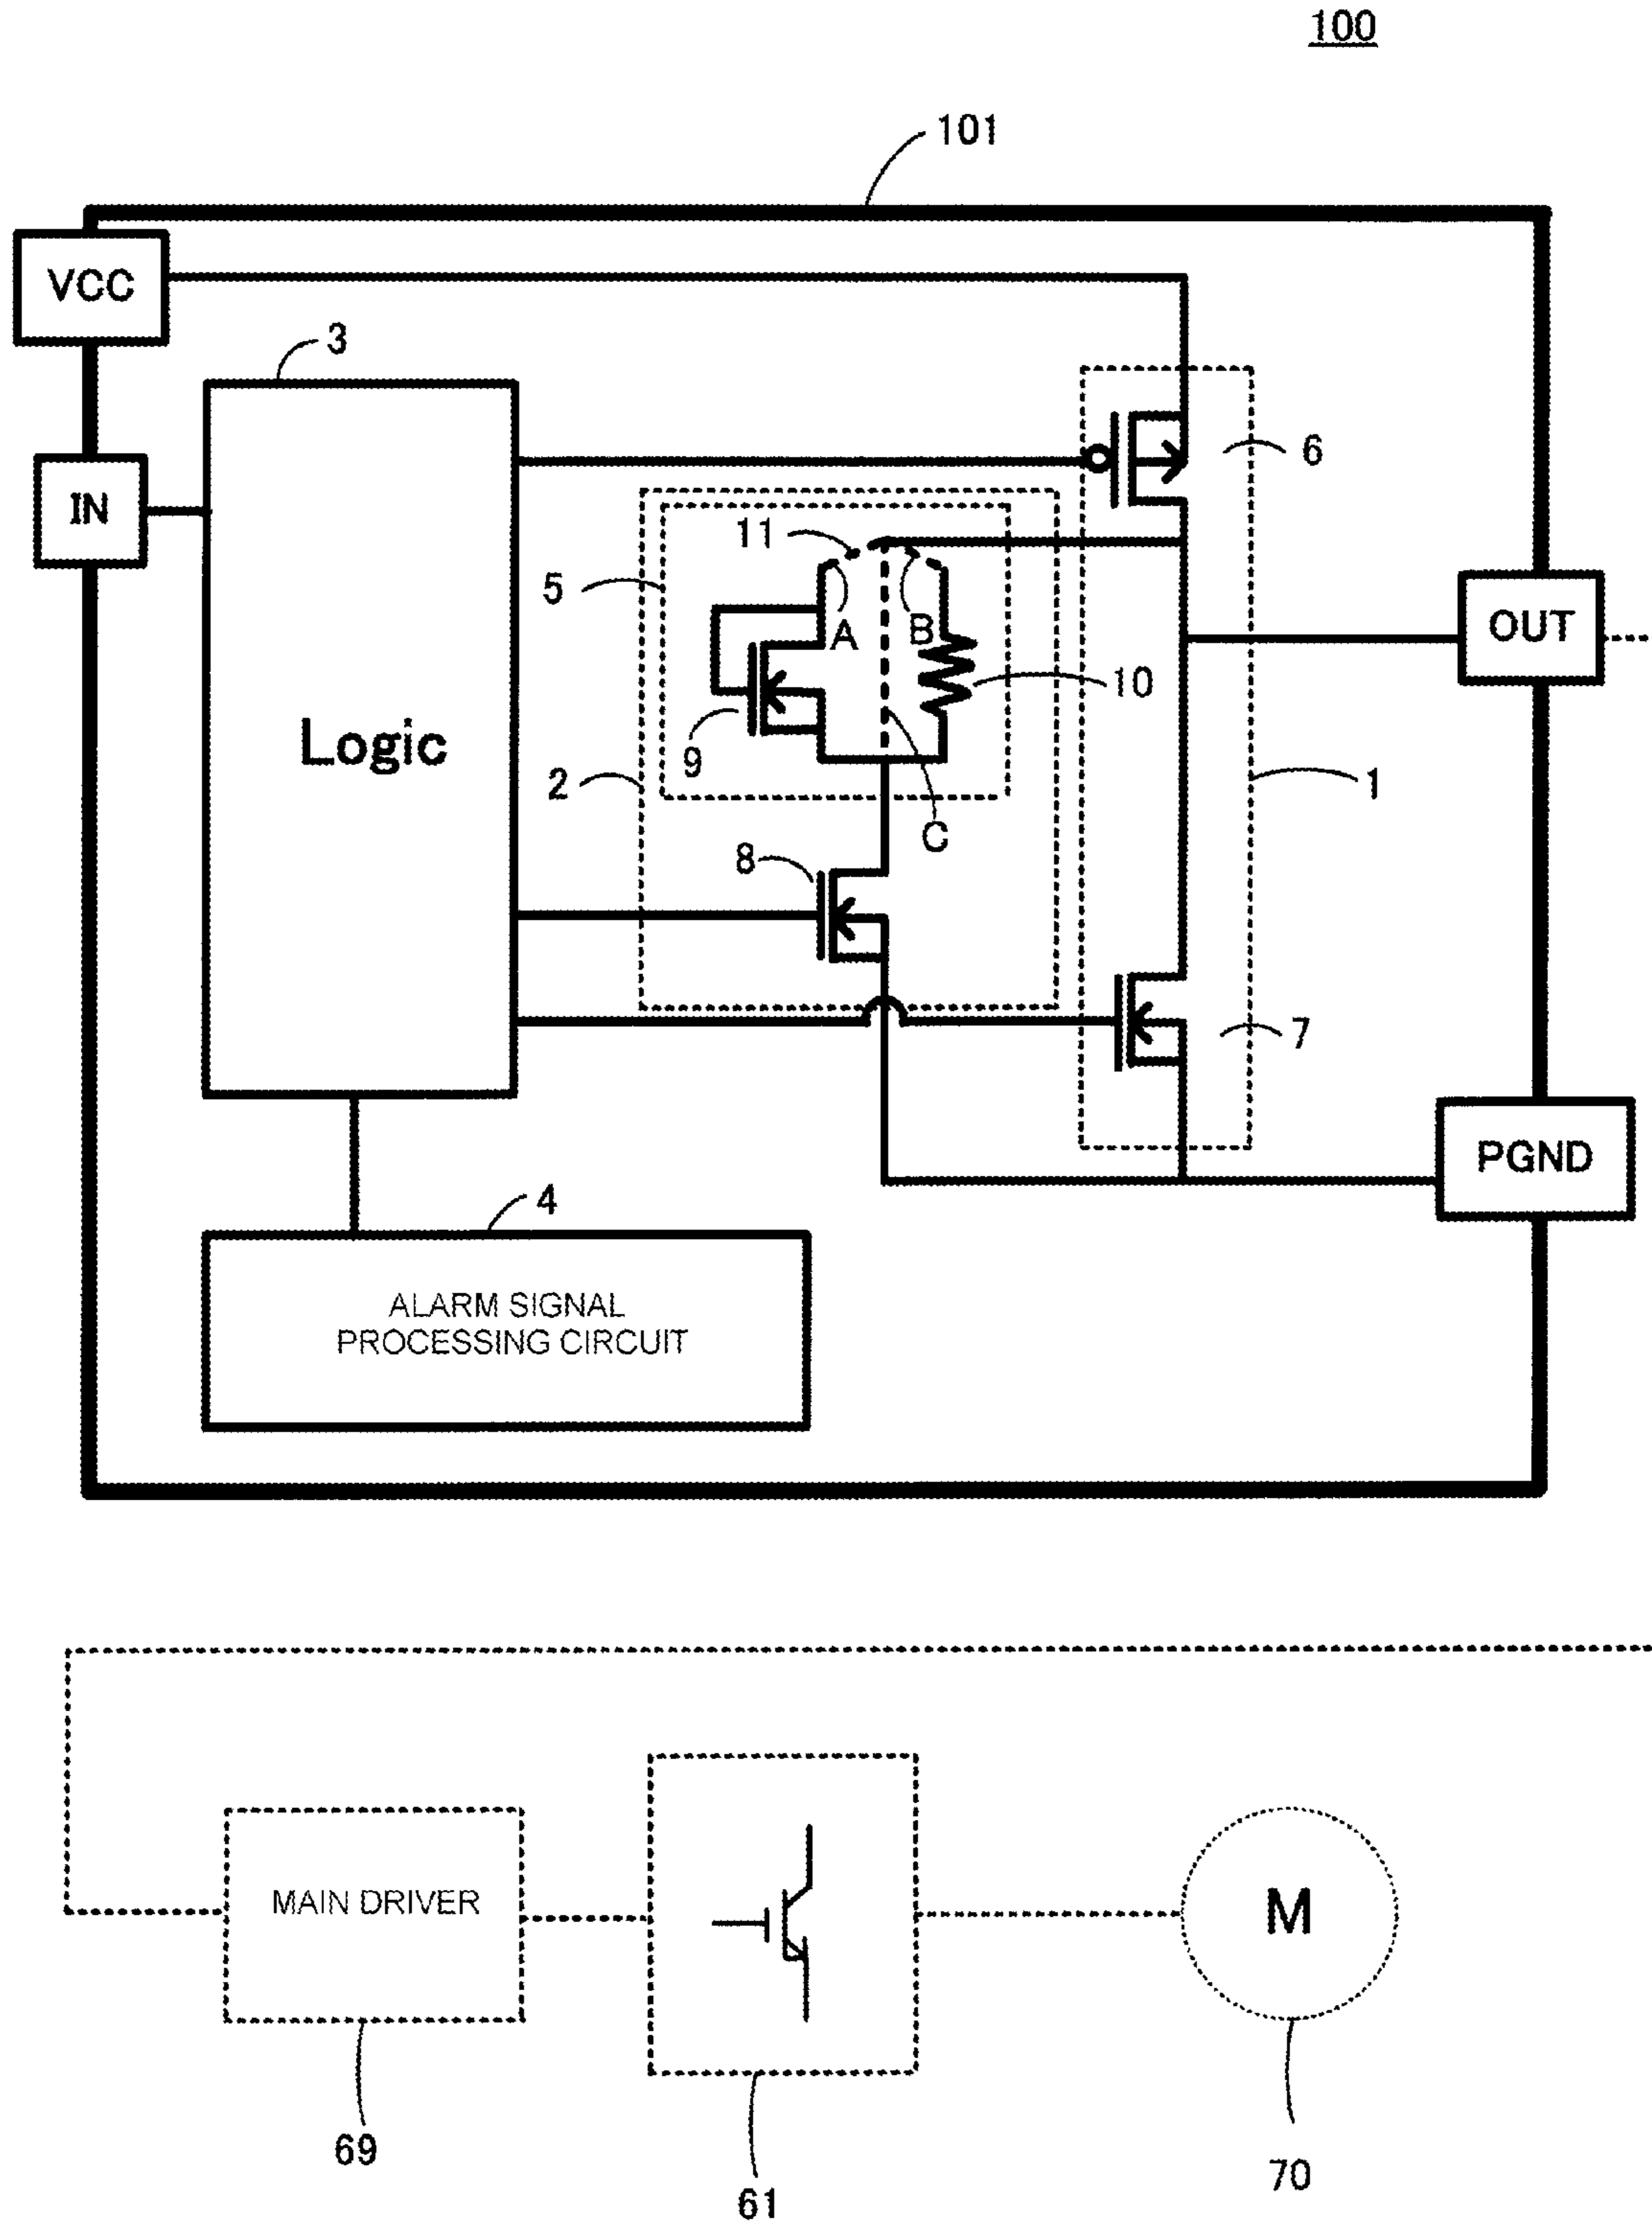 100
101
VCC
3
6
IN
11
5
OUT
A
B
10
Logic
9
2
1
C
8
7
PGND
4
ALARM SIGNAL
PROCESSING CIRCUIT
MAIN DRIVER
M
69
61
70